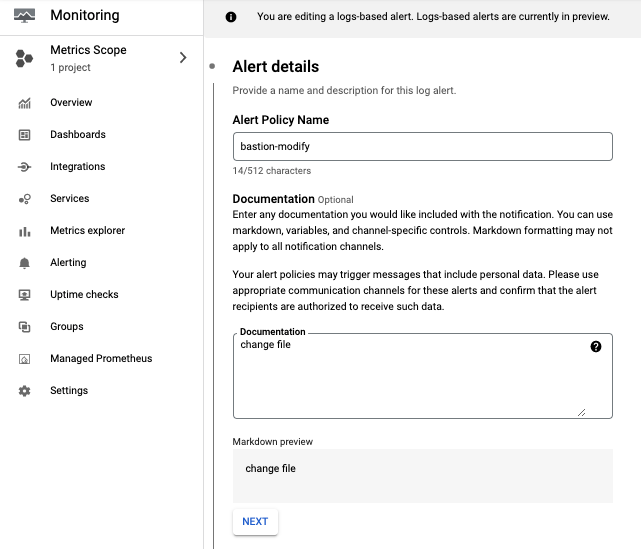 Monitoring
You are editing a logs-based alert. Logs-based alerts are currently in preview.
Metrics Scope
1 project
Overview
Dashboards
Integrations
Services
Metrics explorer
Alerting
Uptime checks
Groups
Managed Prometheus
Settings
Alert details
Provide a name and description for this log alert.
Alert Policy Name
bastion-modify
14/512 characters
Documentation Optional
Enter any documentation you would like included with the notification. You can use
markdown, variables, and channel-specific controls. Markdown formatting may not
apply to all notification channels.
Your alert policies may trigger messages that include personal data. Please use
appropriate communication channels for these alerts and confirm that the alert
recipients are authorized to receive such data.
Documentation
change file
Markdown preview
change file
NEXT